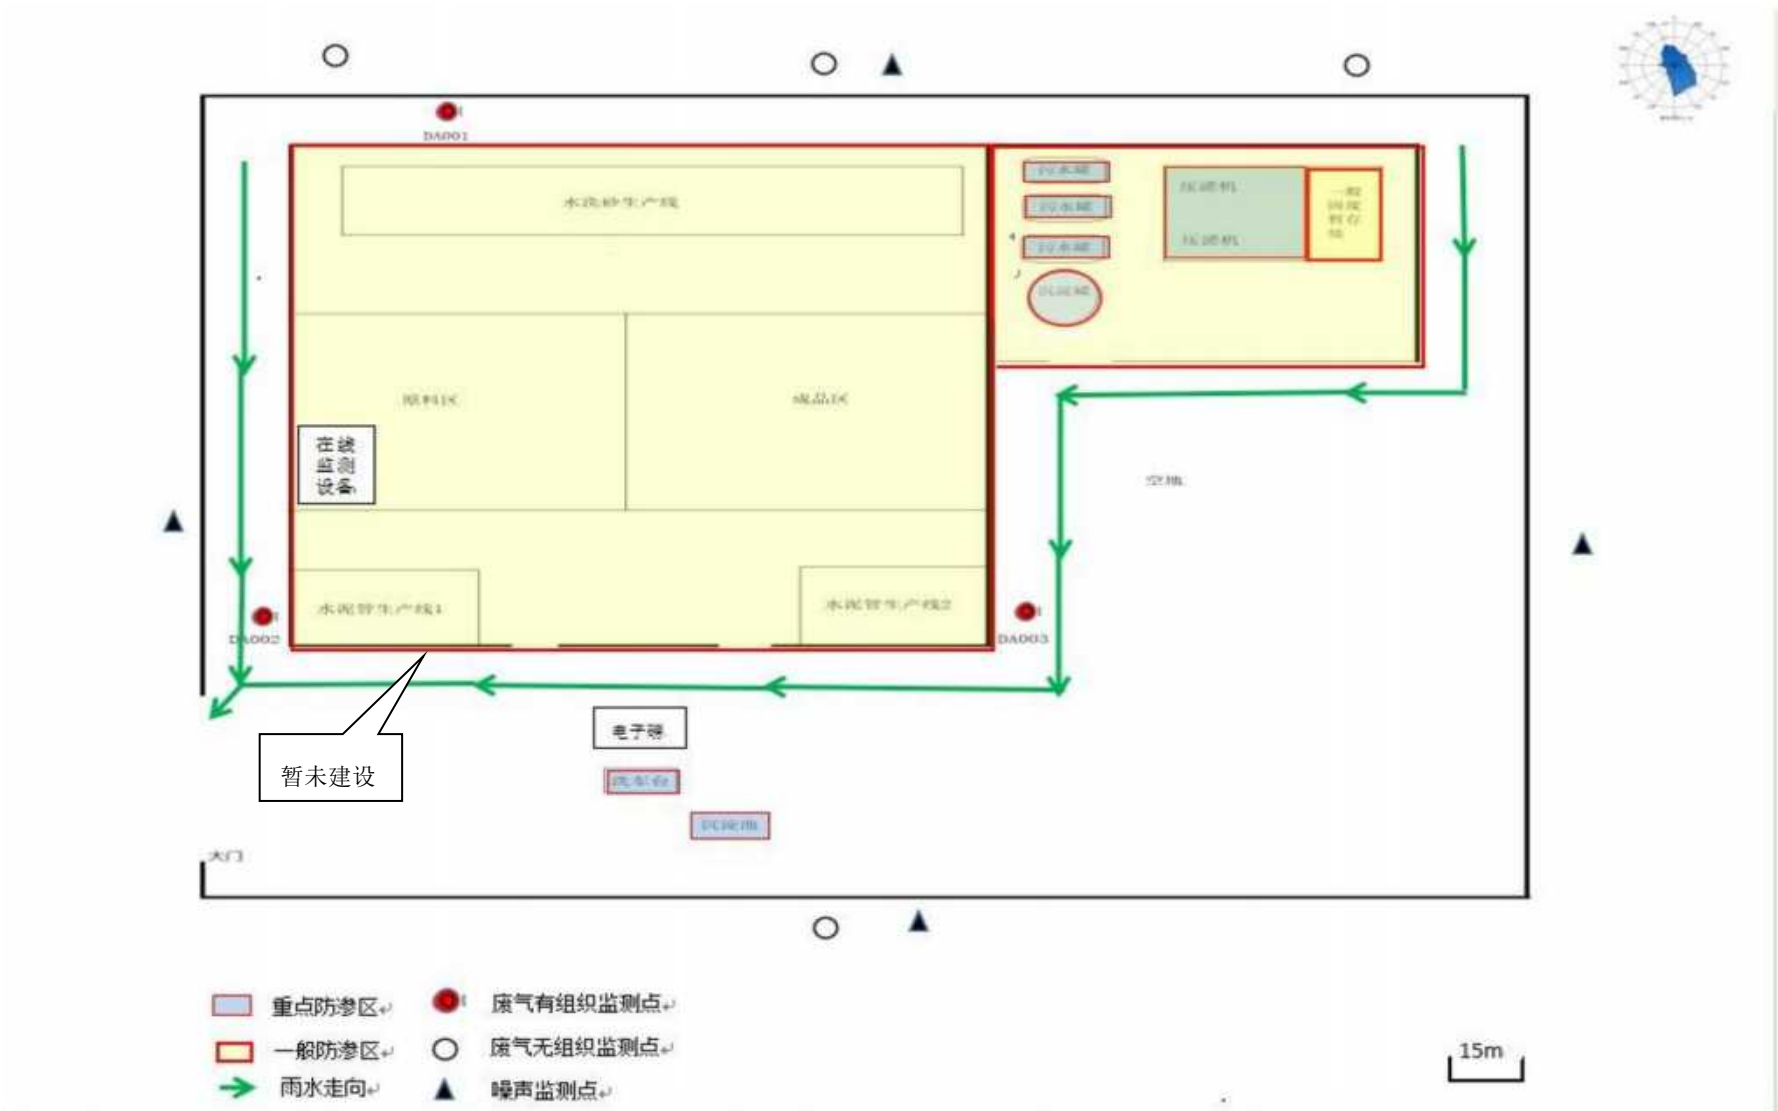 DA001
水洗砂生产线
污水罐
污水罐
污水罐
沉淀罐
压滤机
压滤机
一般
固废
暂存
原料区
成品区
在线
监测
设备
空地
水泥管生产线1
水泥管生产线2
DA002
DA003
电子磅
洗车台
沉淀池
暂未建设
大门
重点防渗区
废气有组织监测点
一般防渗区
废气无组织监测点
雨水走向
噪声监测点
15m